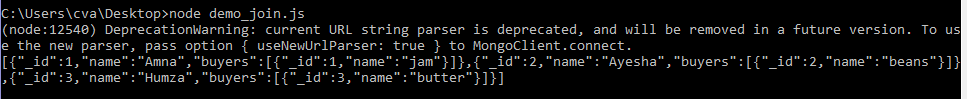 C:\Users\cva\Desktop>node demo_join.js
(node:12540) DeprecationWarning: current URL string parser is deprecated, and will be removed in a future version. To us
e the new parser, pass option { useNewUrlParser: true } to MongoClient.connect.
[{"_id":1,"name":"Amna","buyers":[{"_id":1,"name":"jam"}]},{"_id":2,"name":"Ayesha","buyers":[{"_id":2,"name":"beans"}]}
,{"_id":3,"name":"Humza","buyers":[{"_id":3,"name":"butter"}]}]